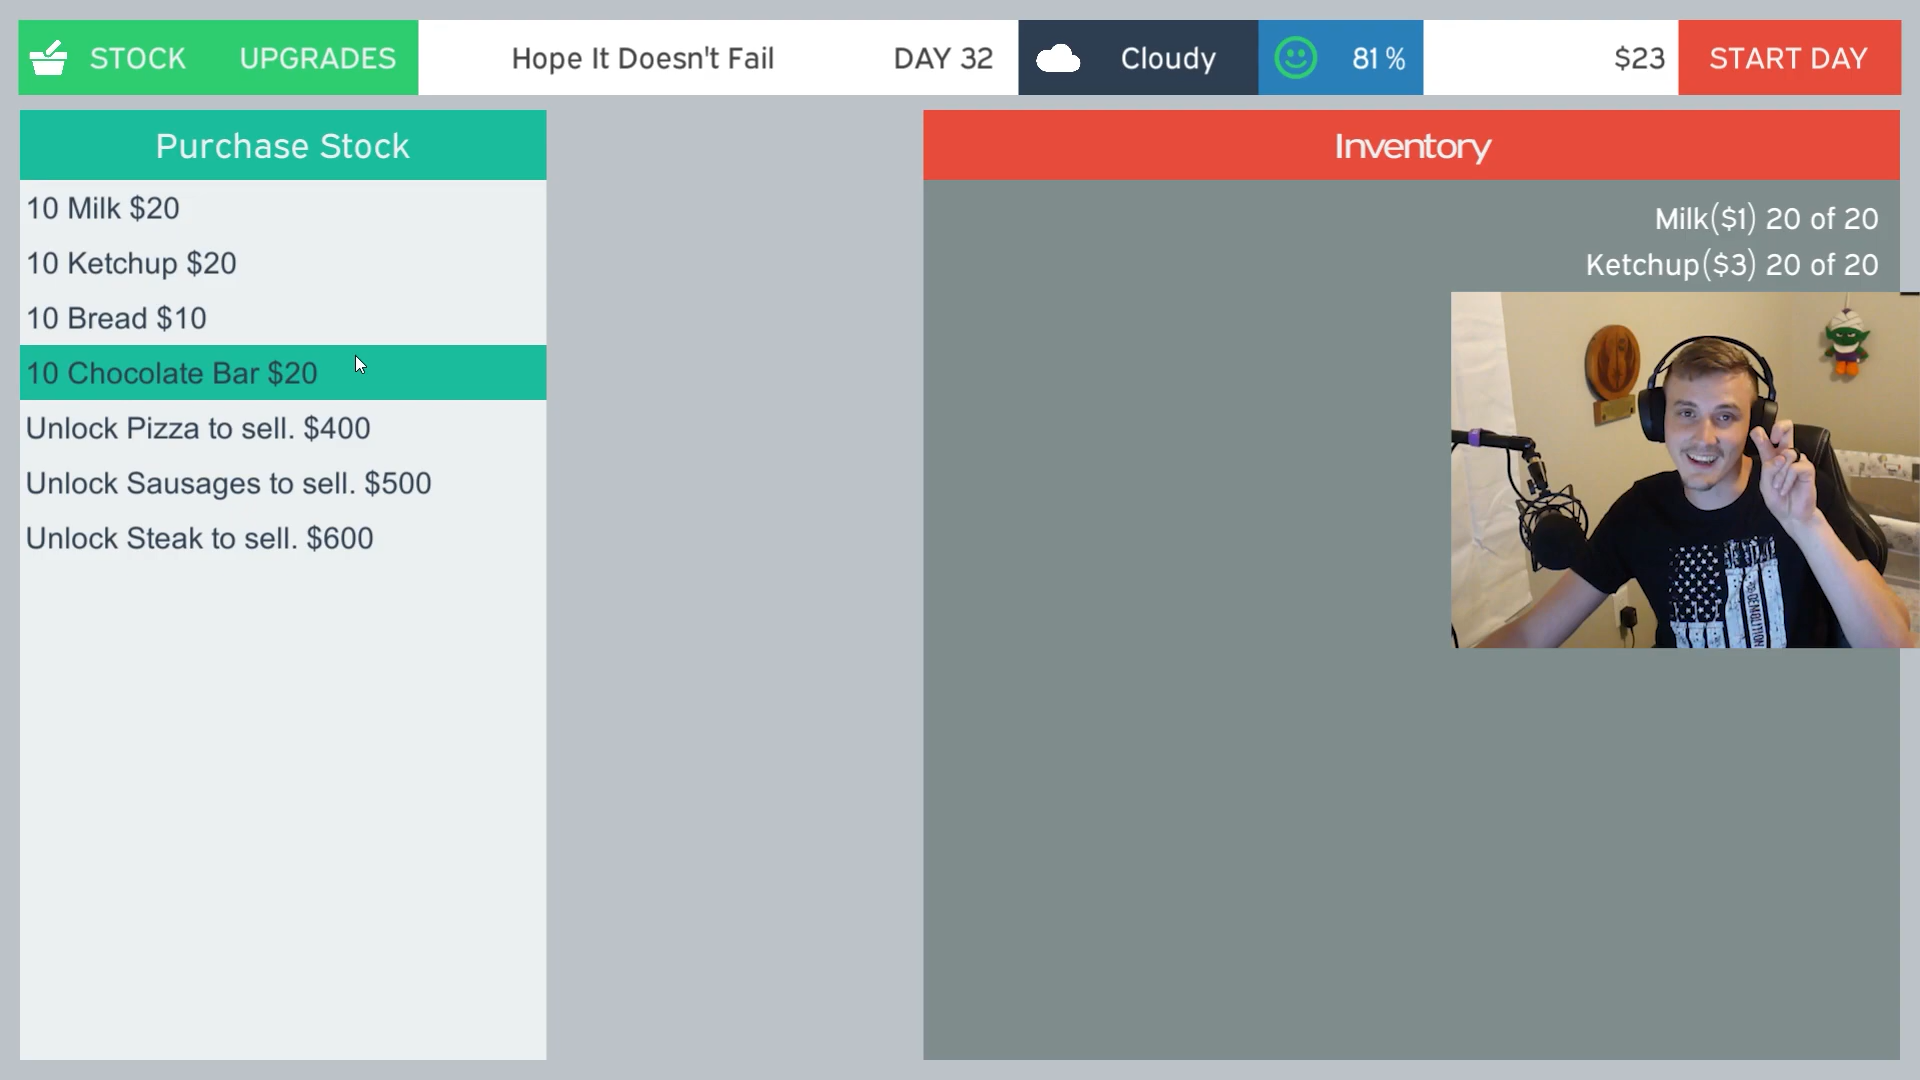 STOCK UPGRADES Hope It Doesn't Fail DAY 32 Cloudy 81 % $23 START DAY
Purchase Stock
10 Milk $20
10 Ketchup $20
10 Bread $10
10 Chocolate Bar $20
Unlock Pizza to sell. $400
Unlock Sausages to sell. $500
Unlock Steak to sell. $600
Inventory
Milk($1) 20 of 20
Ketchup($3) 20 of 20
DEMOLITION